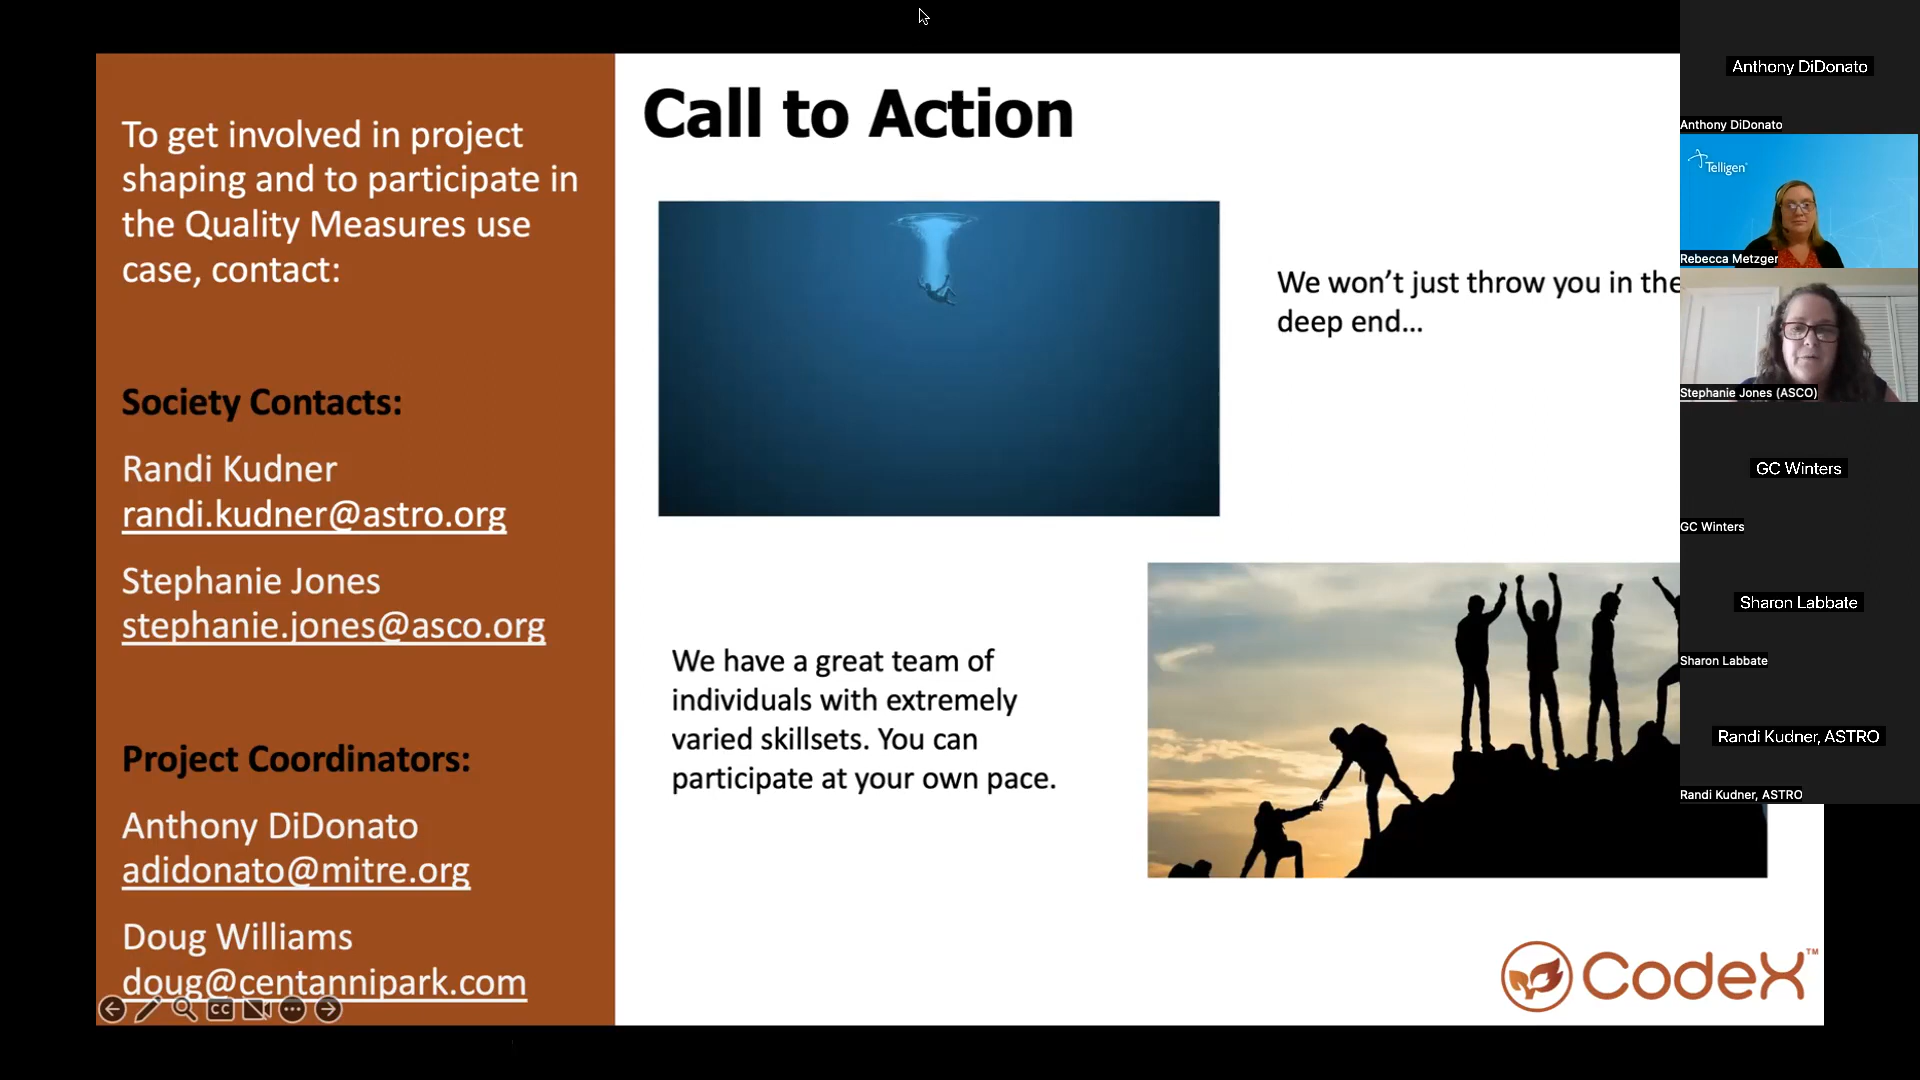 To get involved in project
shaping and to participate in
the Quality Measures use
case, contact:
Society Contacts:
Randi Kudner
randi.kudner@astro.org
Stephanie Jones
stephanie.jones@asco.org
Project Coordinators:
Anthony DiDonato
adidonato@mitre.org
Doug Williams
doug@centannipark.com
CC
Call to Action
We won’t just throw you in the
deep end...
We have a great team of
individuals with extremely
varied skillsets. You can
participate at your own pace.
CodeX™
Anthony DiDonato
Anthony DiDonato
Telligen
Rebecca Metzger
Stephanie Jones (ASCO)
GC Winters
GC Winters
Sharon Labbate
Sharon Labbate
Randi Kudner, ASTRO
Randi Kudner, ASTRO